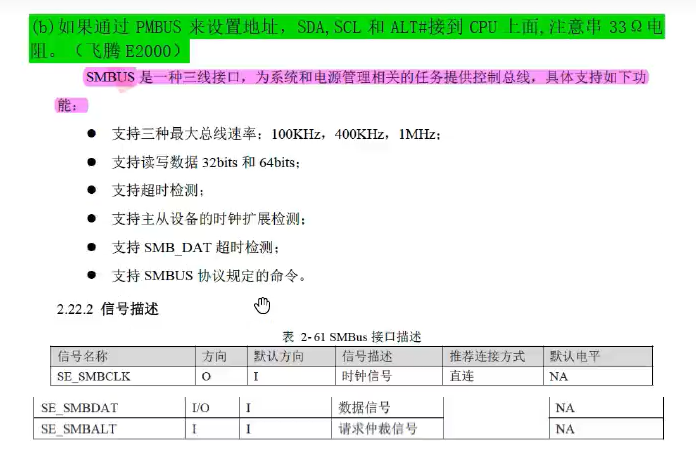 (b)如果通过 PMBUS 来设置地址，SDA,SCL 和 ALT#接到 CPU 上面,注意串 33Ω电
阻。（飞腾 E2000）
SMBUS 是一种三线接口，为系统和电源管理相关的任务提供控制总线，具体支持如下功
能：
● 支持三种最大总线速率：100KHz，400KHz，1MHz；
● 支持读写数据 32bits 和 64bits；
● 支持超时检测；
● 支持主从设备的时钟扩展检测；
● 支持 SMB_DAT 超时检测；
● 支持 SMBUS 协议规定的命令。
2.22.2 信号描述
表 2-61 SMBus 接口描述
信号名称 方向 默认方向 信号描述 推荐连接方式 默认电平
SE_SMBCLK O I 时钟信号 直连 NA
SE_SMBDAT I/O I 数据信号 NA
SE_SMBALT I I 请求仲裁信号 NA